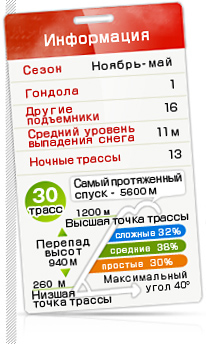 Информация
Сезон Ноябрь-май
Гондола 1
Другие
подъемники 16
Средний уровень
выпадения снега 11 м
Ночные трассы 13
30
трасс
Самый протяженный
спуск - 5600 м
1200 м
Высшая точка трассы
сложные 32%
Перепад
высот
940 м
средние 38%
простые 30%
260 м
Низшая
точка трассы
Максимальный
угол 40°